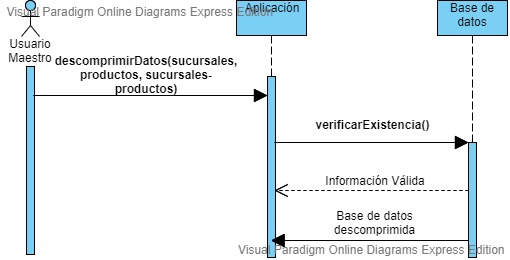 Visual Paradigm Online Diagrams Express Edition
Aplicación
Base de
datos
Usuario
Maestro
descomprimirDatos(sucursales,
productos, sucursales-
productos)
verificarExistencia()
Información Válida
Base de datos
descomprimida
Visual Paradigm Online Diagrams Express Edition